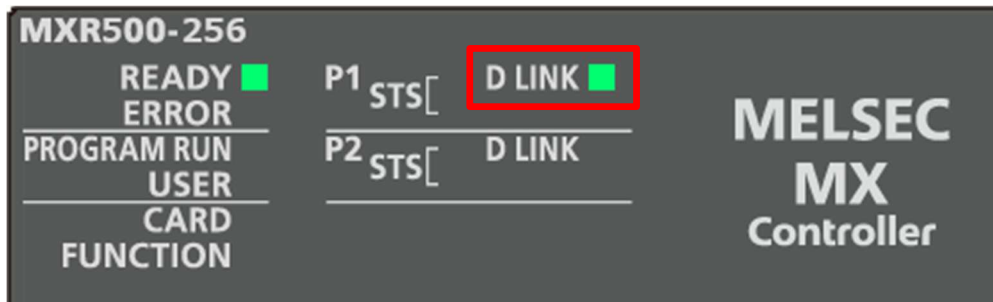 MXR500-256
READY
ERROR
PROGRAM RUN
USER
CARD
FUNCTION
P1 STS[ D LINK
P2 STS[ D LINK
MELSEC
MX
Controller